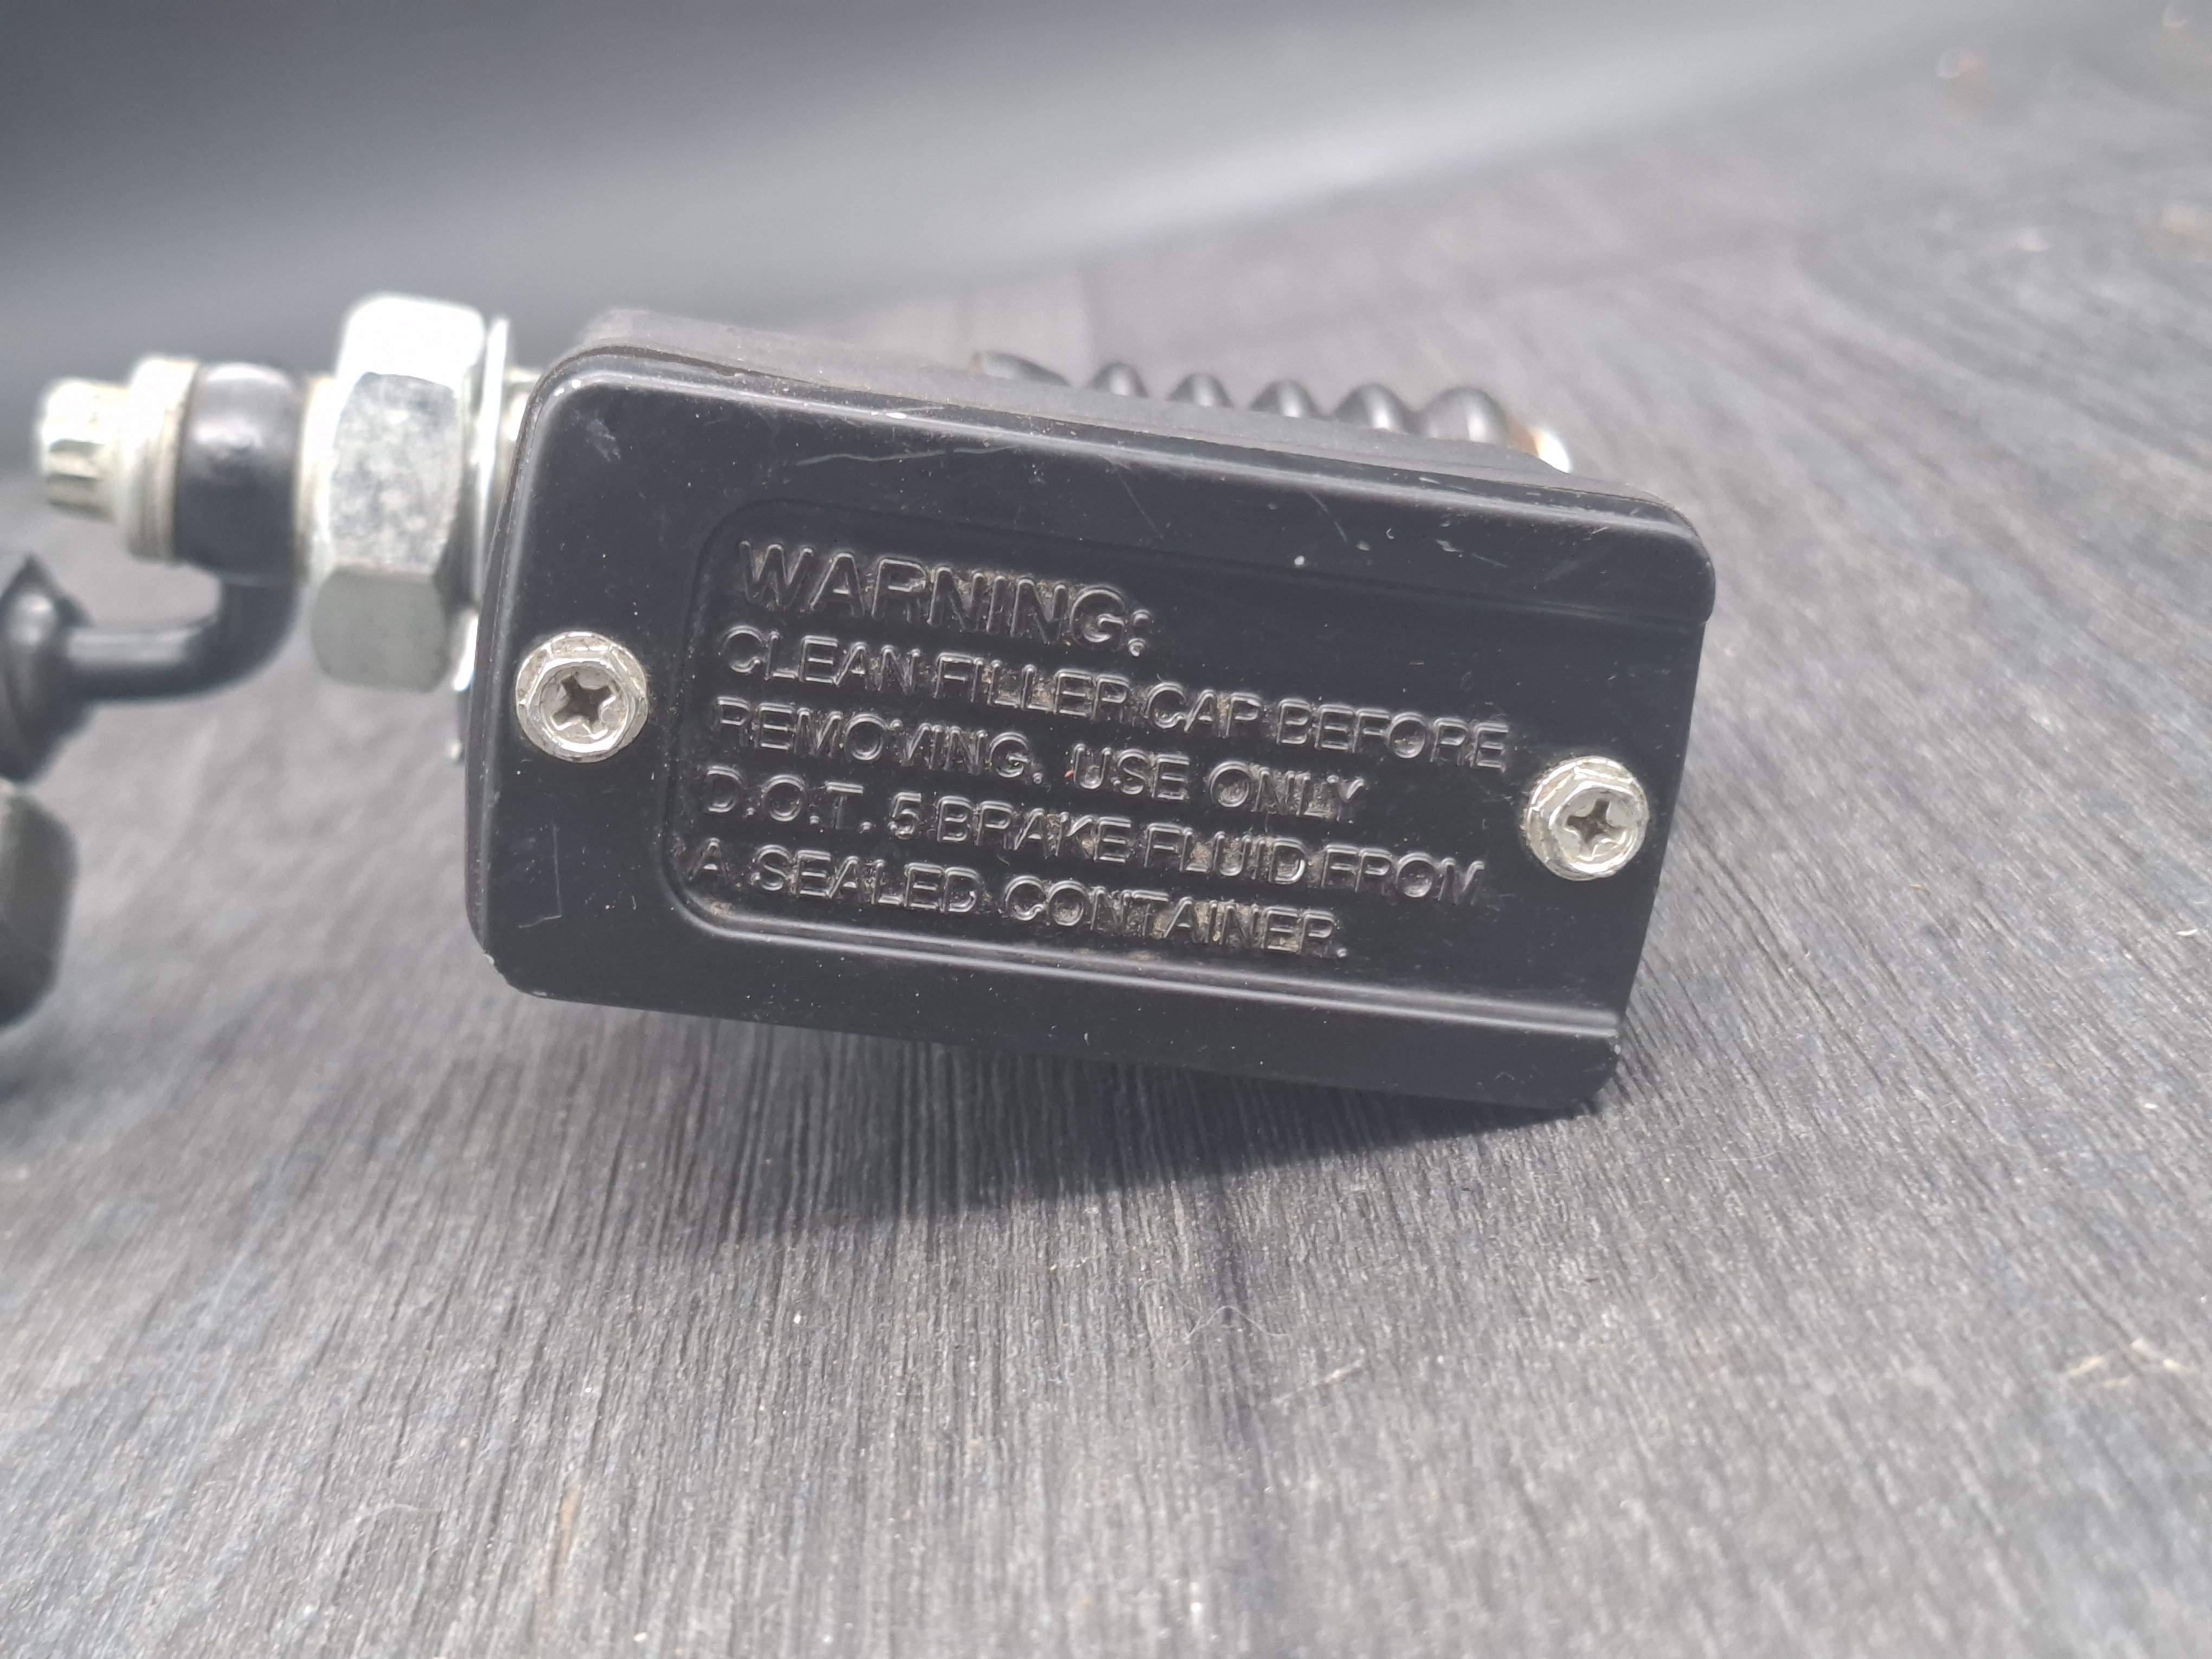 WARNING:
CLEAN FILLER CAP BEFORE
REMOVING. USE ONLY
D.O.T. 5 BRAKE FLUID FROM
A SEALED CONTAINER.